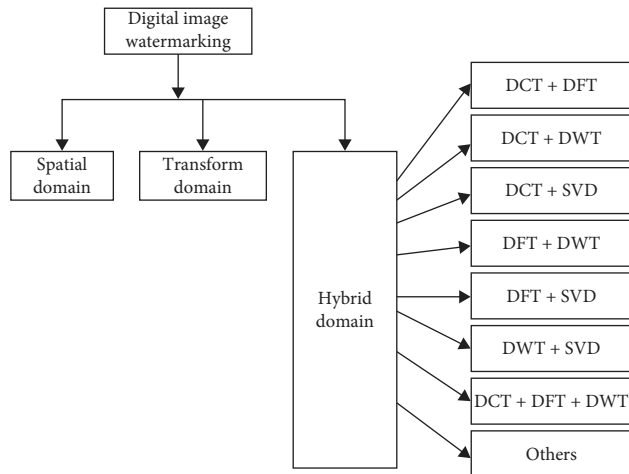 Digital image
watermarking
Spatial
domain
Transform
domain
Hybrid
domain
DCT + DFT
DCT + DWT
DCT + SVD
DFT + DWT
DFT + SVD
DWT + SVD
DCT + DFT + DWT
Others